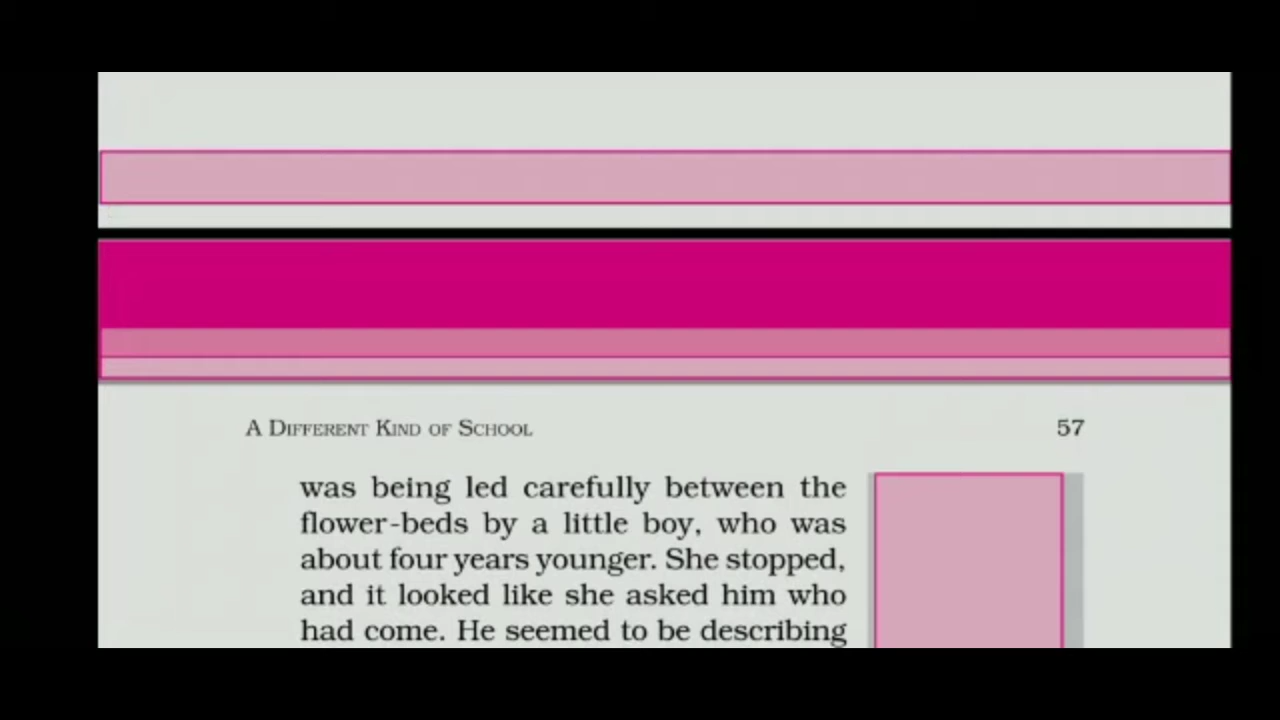 A Different Kind of School 57
was being led carefully between the
flower-beds by a little boy, who was
about four years younger. She stopped,
and it looked like she asked him who
had come. He seemed to be describing